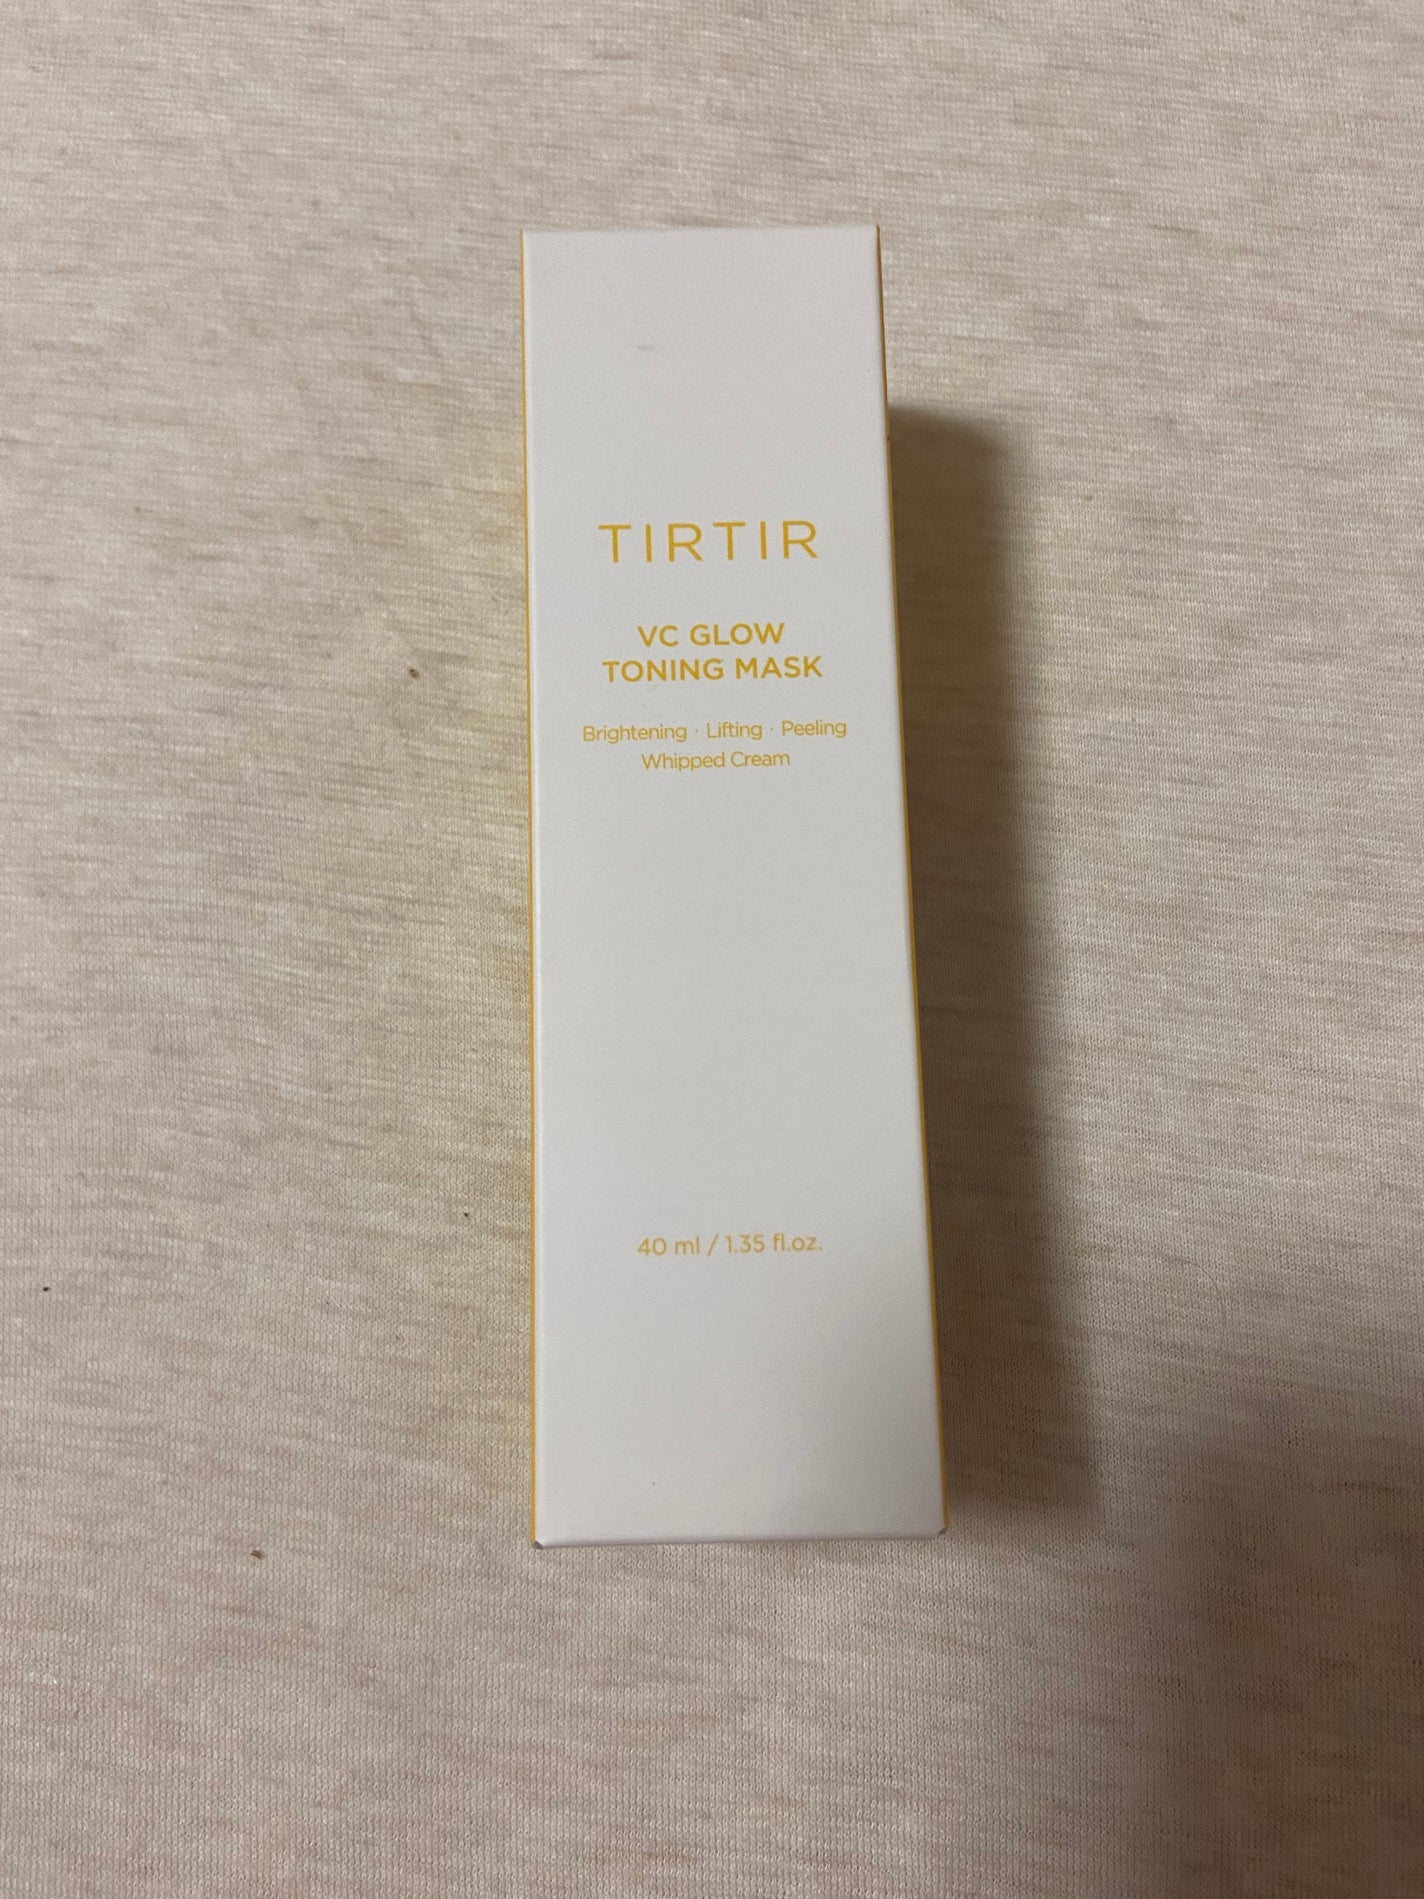 TIRTIR
VC GLOW
TONING MASK
Brightening · Lifting · Peeling
Whipped Cream
40 ml / 1.35 fl.oz.